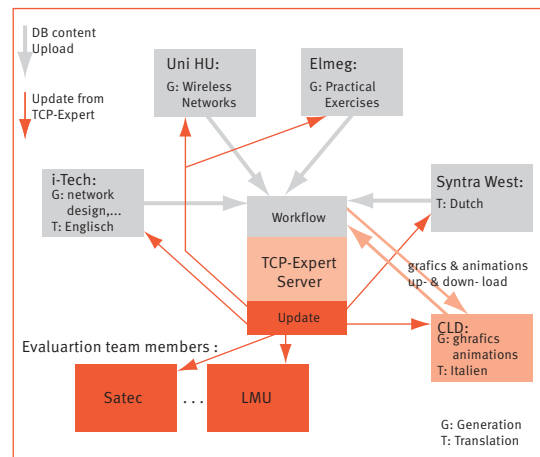 DB content
Upload
Update from
TCP-Expert
Uni HU:
G: Wireless
Networks
Elmeg:
G: Practical
Exercises
i-Tech:
G: network
design,...
T: Englisch
Workflow
TCP-Expert
Server
Update
Syntra West:
T: Dutch
grafics & animations
up- & down- load
CLD:
G: ghrafics
animations
T: Italien
Evaluartion team members :
Satec
...
LMU
G: Generation
T: Translation